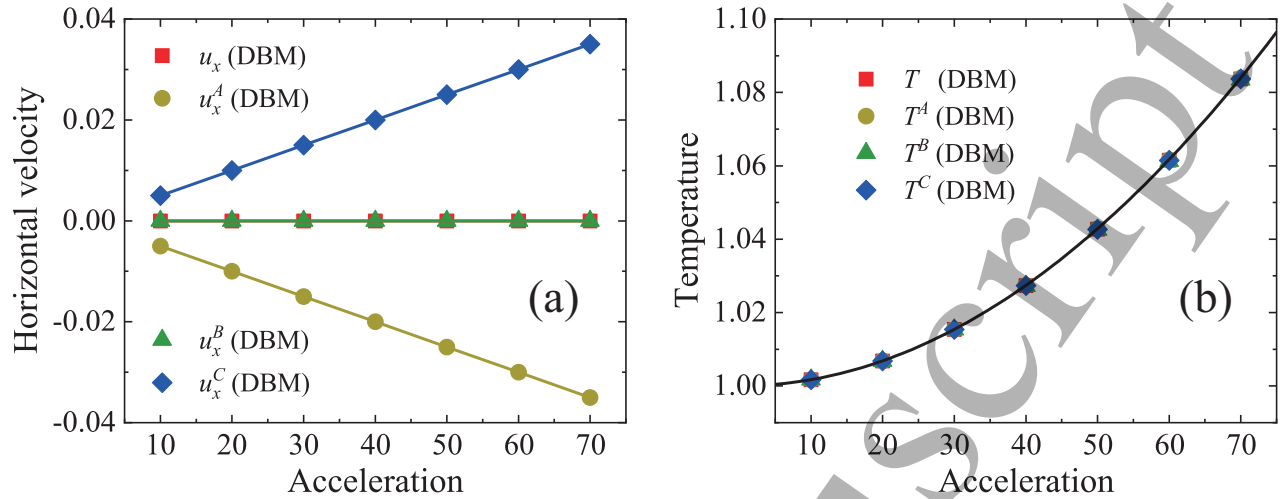 0.04
0.02
0.00
-0.02
-0.04
Horizontal velocity
u_x (DBM)
u_x^A (DBM)
u_x^B (DBM)
u_x^C (DBM)
(a)
10 20 30 40 50 60 70
Acceleration
1.10
1.08
1.06
1.04
1.02
1.00
Temperature
T (DBM)
T^A (DBM)
T^B (DBM)
T^C (DBM)
(b)
10 20 30 40 50 60 70
Acceleration
script